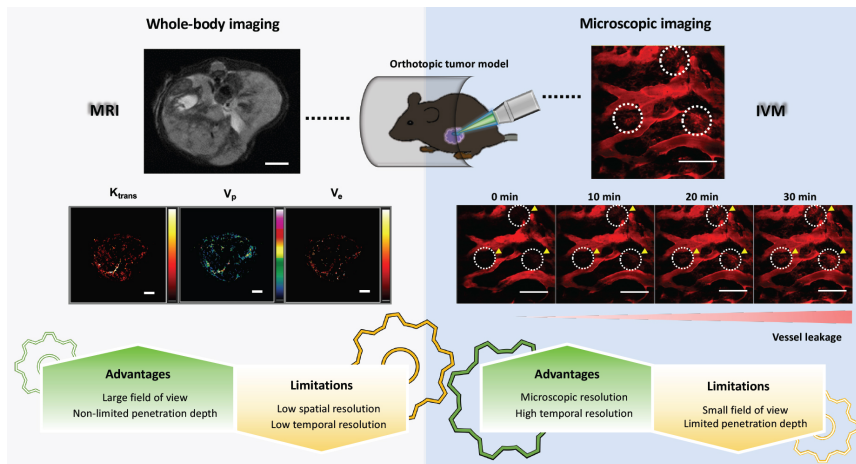 Whole-body imaging
Microscopic imaging
Orthotopic tumor model
MRI
IVM
Ktrans
Vp
Ve
0 min
10 min
20 min
30 min
Vessel leakage
Advantages
Large field of view
Non-limited penetration depth
Limitations
Low spatial resolution
Low temporal resolution
Advantages
Microscopic resolution
High temporal resolution
Limitations
Small field of view
Limited penetration depth